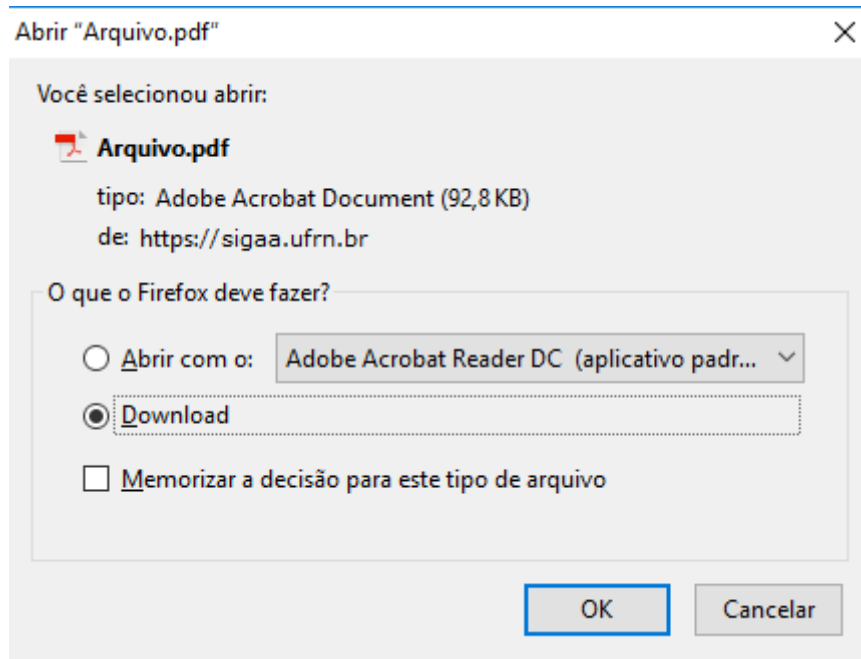 Abrir "Arquivo.pdf"
Você selecionou abrir:
Arquivo.pdf
tipo: Adobe Acrobat Document (92,8 KB)
de: https://sigaa.ufrn.br
O que o Firefox deve fazer?
Abrir com o: Adobe Acrobat Reader DC (aplicativo padr...
Download
Memorizar a decisão para este tipo de arquivo
OK Cancelar